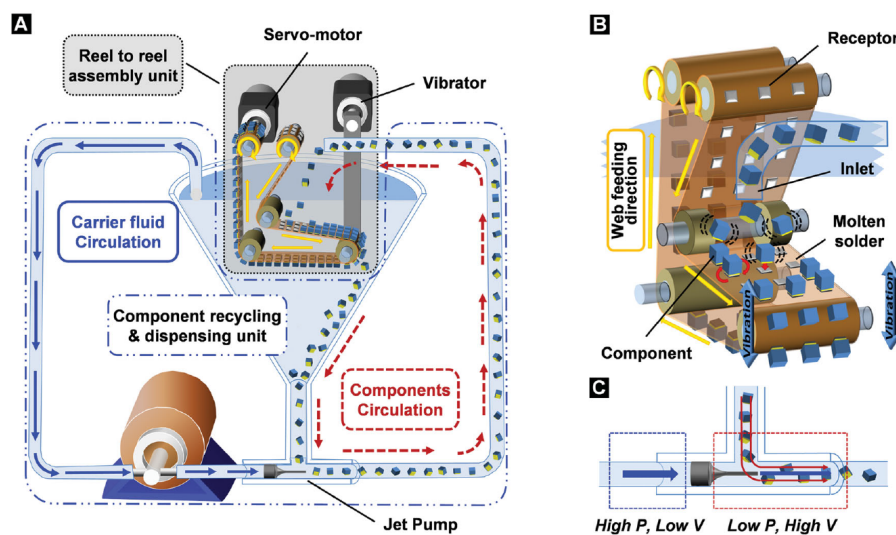 A
Servo-motor
Reel to reel
assembly unit
Vibrator
Carrier fluid
Circulation
Component recycling
& dispensing unit
Components
Circulation
Jet Pump
B
Receptor
Web feeding
direction
Inlet
Molten
solder
Vibration
Vibration
Component
C
High P, Low V
Low P, High V